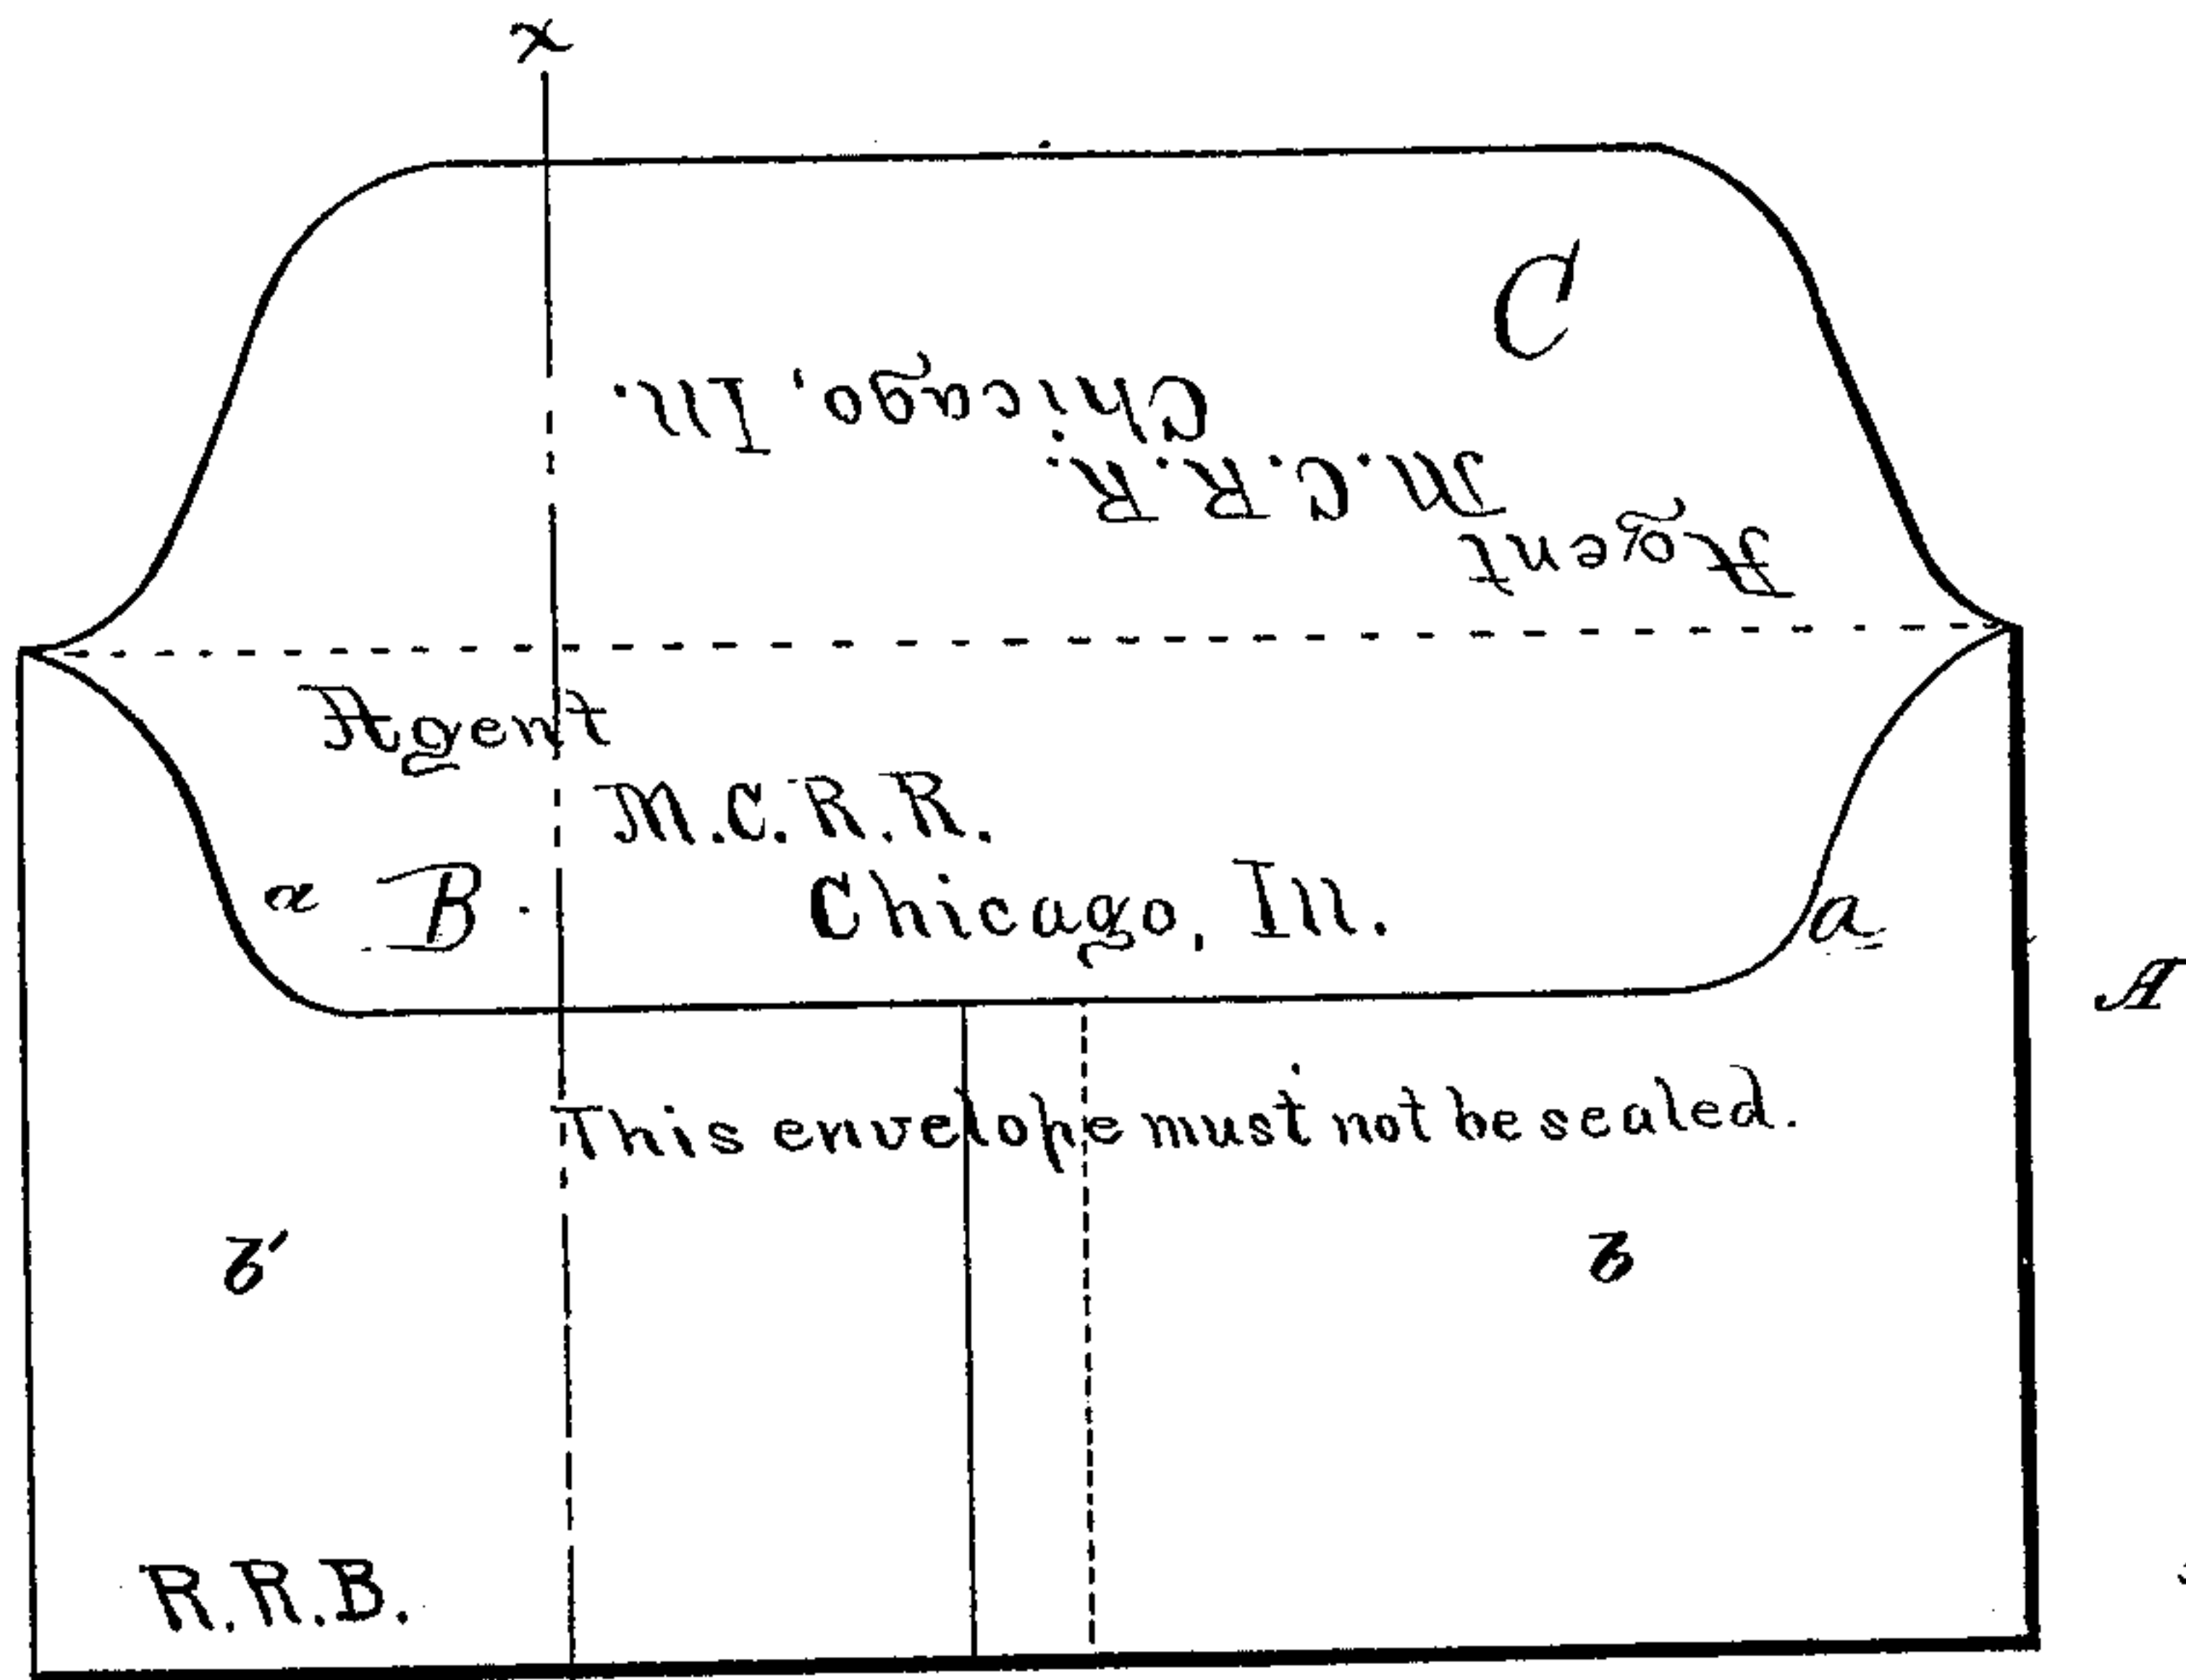 x
C
Agent
M.C.R.R.
Chicago, Ill.
Agent
M.C.R.R.
a B Chicago, Ill. a
A
This envelope must not be sealed.
b' b
R.R.B.